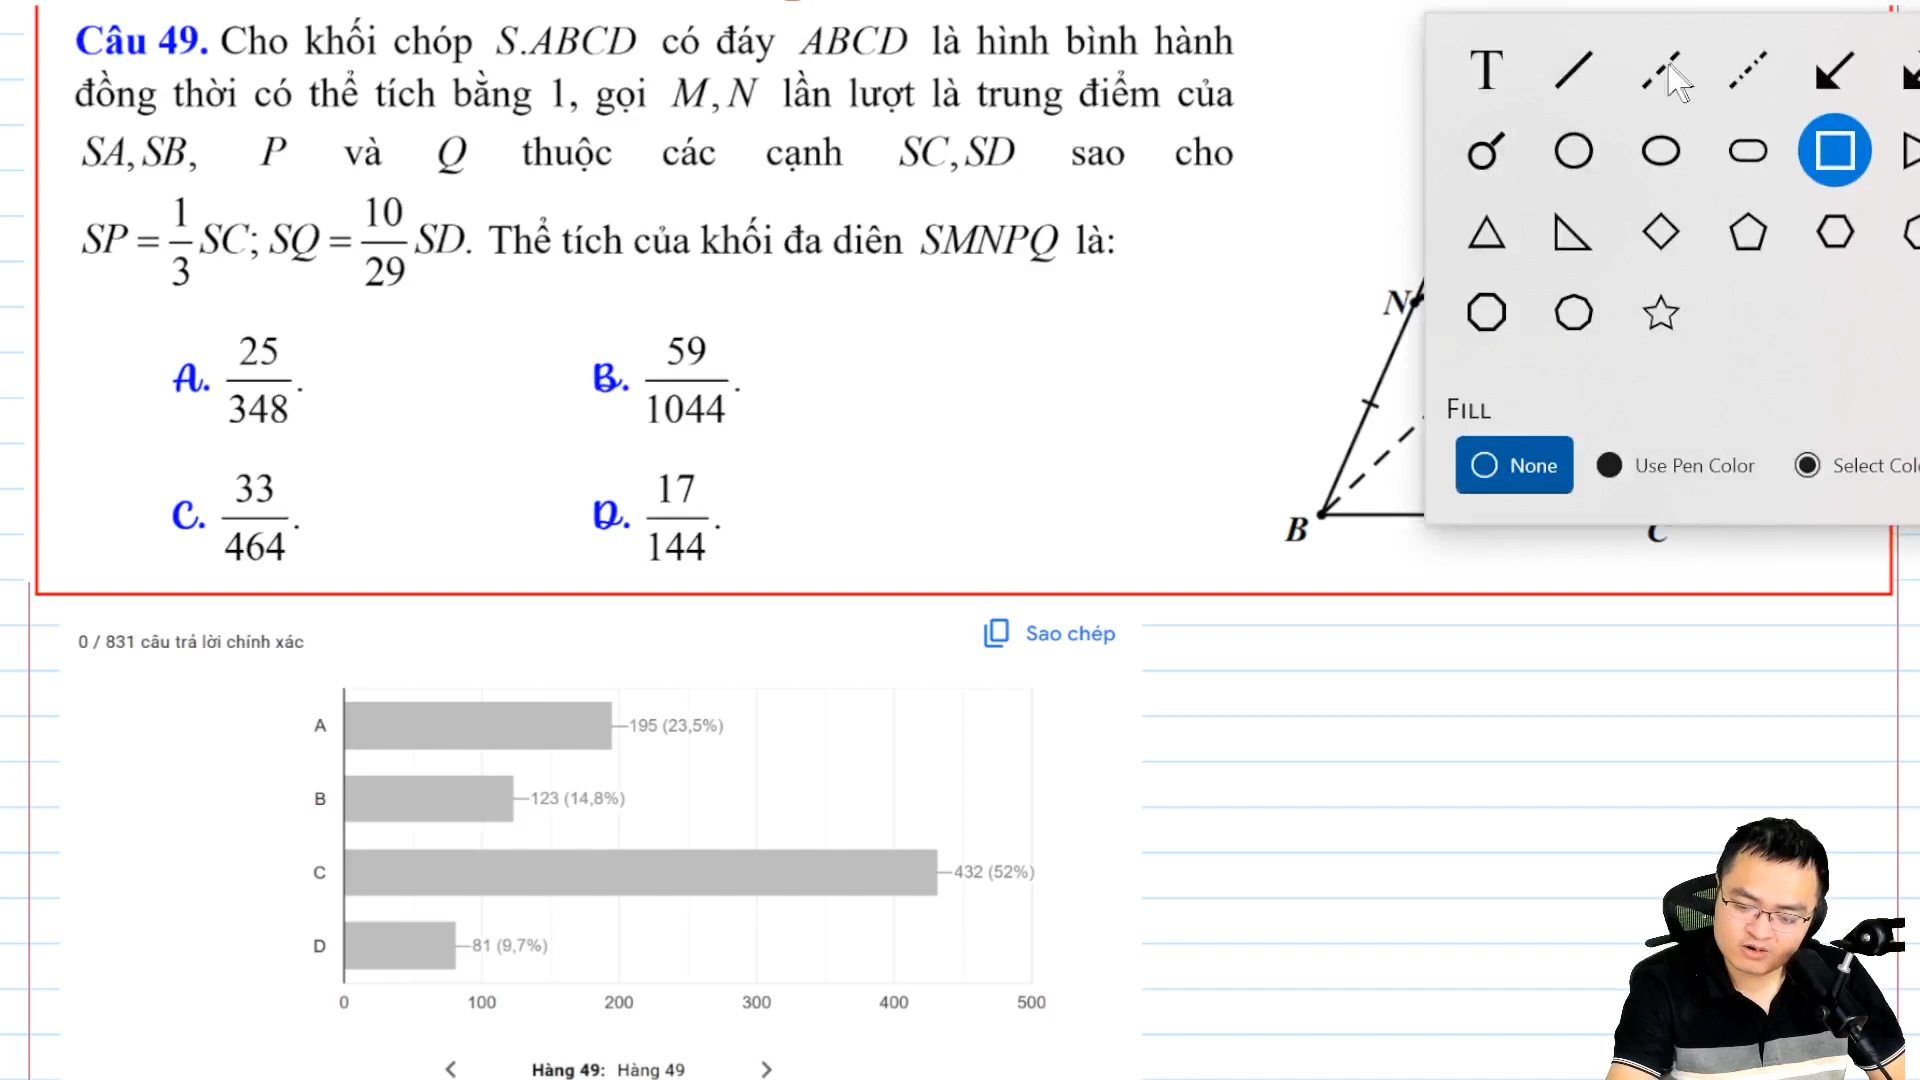 Câu 49. Cho khối chóp S.ABCD có đáy ABCD là hình bình hành
đồng thời có thể tích bằng 1, gọi M, N lần lượt là trung điểm của
SA, SB, P và Q thuộc các cạnh SC, SD sao cho
SP = 1/3 SC; SQ = 10/29 SD. Thể tích của khối đa diên SMNPQ là:
A. 25/348.
B. 59/1044.
C. 33/464.
D. 17/144.
N
B
C
T
FILL
None
Use Pen Color
0 / 831 câu trả lời chính xác
Sao chép
A 195 (23,5%)
B 123 (14,8%)
C 432 (52%)
D 81 (9,7%)
0 100 200 300 400 500
Hàng 49: Hàng 49